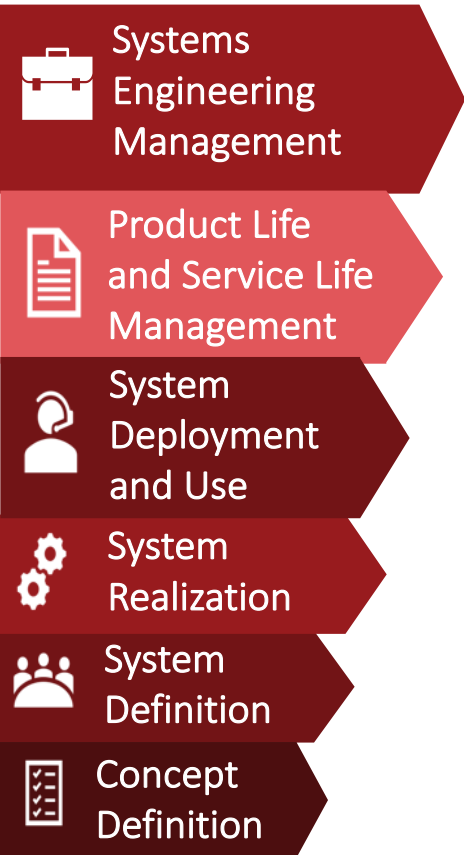 Systems
Engineering
Management
Product Life
and Service Life
Management
System
Deployment
and Use
System
Realization
System
Definition
Concept
Definition